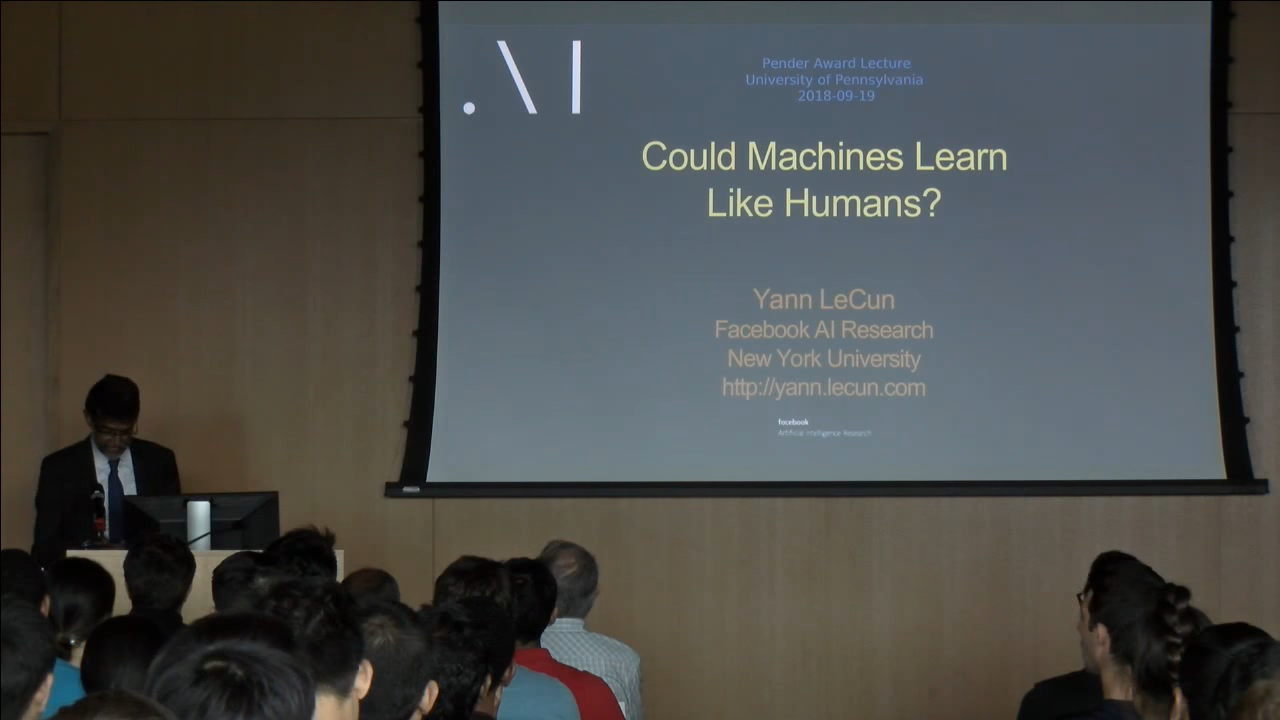 .\I
Pender Award Lecture
University of Pennsylvania
2018-09-19
Could Machines Learn
Like Humans?
Yann LeCun
Facebook AI Research
New York University
http://yann.lecun.com
facebook
Artificial Intelligence Research